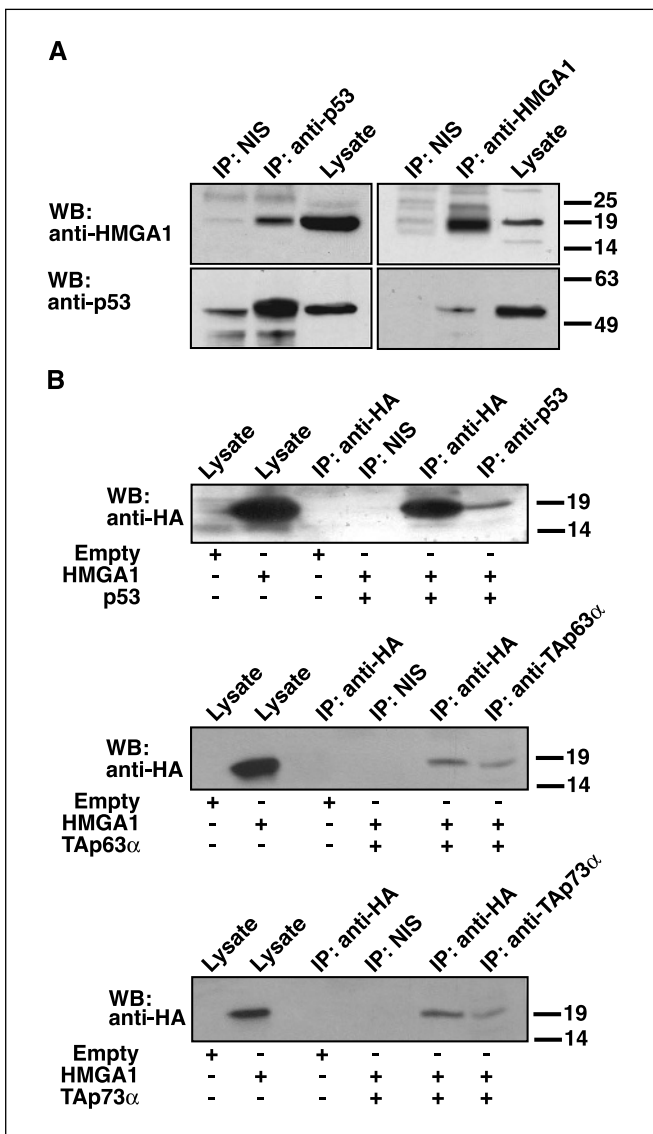 A
IP: NIS
IP: anti-p53
Lysate
IP: NIS
IP: anti-HMGA1
Lysate
WB:
anti-HMGA1
25
19
14
WB:
anti-p53
63
49
B
Lysate
Lysate
IP: anti-HA
IP: NIS
IP: anti-HA
IP: anti-p53
WB:
anti-HA
19
14
Empty + - + - - -
HMGA1 - + - + + +
p53 - - - + + +
Lysate
Lysate
IP: anti-HA
IP: NIS
IP: anti-HA
IP: anti-TAp63α
WB:
anti-HA
19
14
Empty + - + - - -
HMGA1 - + - + + +
TAp63α - - - + + +
Lysate
Lysate
IP: anti-HA
IP: NIS
IP: anti-HA
IP: anti-TAp73α
WB:
anti-HA
19
14
Empty + - + - - -
HMGA1 - + - + + +
TAp73α - - - + + +